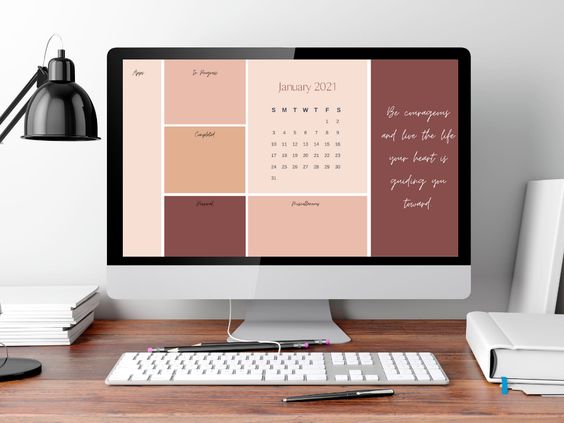 Apps
In Progress
Completed
Personal
January 2021
S M T W T F S
1 2
3 4 5 6 7 8 9
10 11 12 13 14 15 16
17 18 19 20 21 22 23
24 25 26 27 28 29 30
31
Miscellaneous
Be courageous
and live the life
your heart is
guiding you
toward.